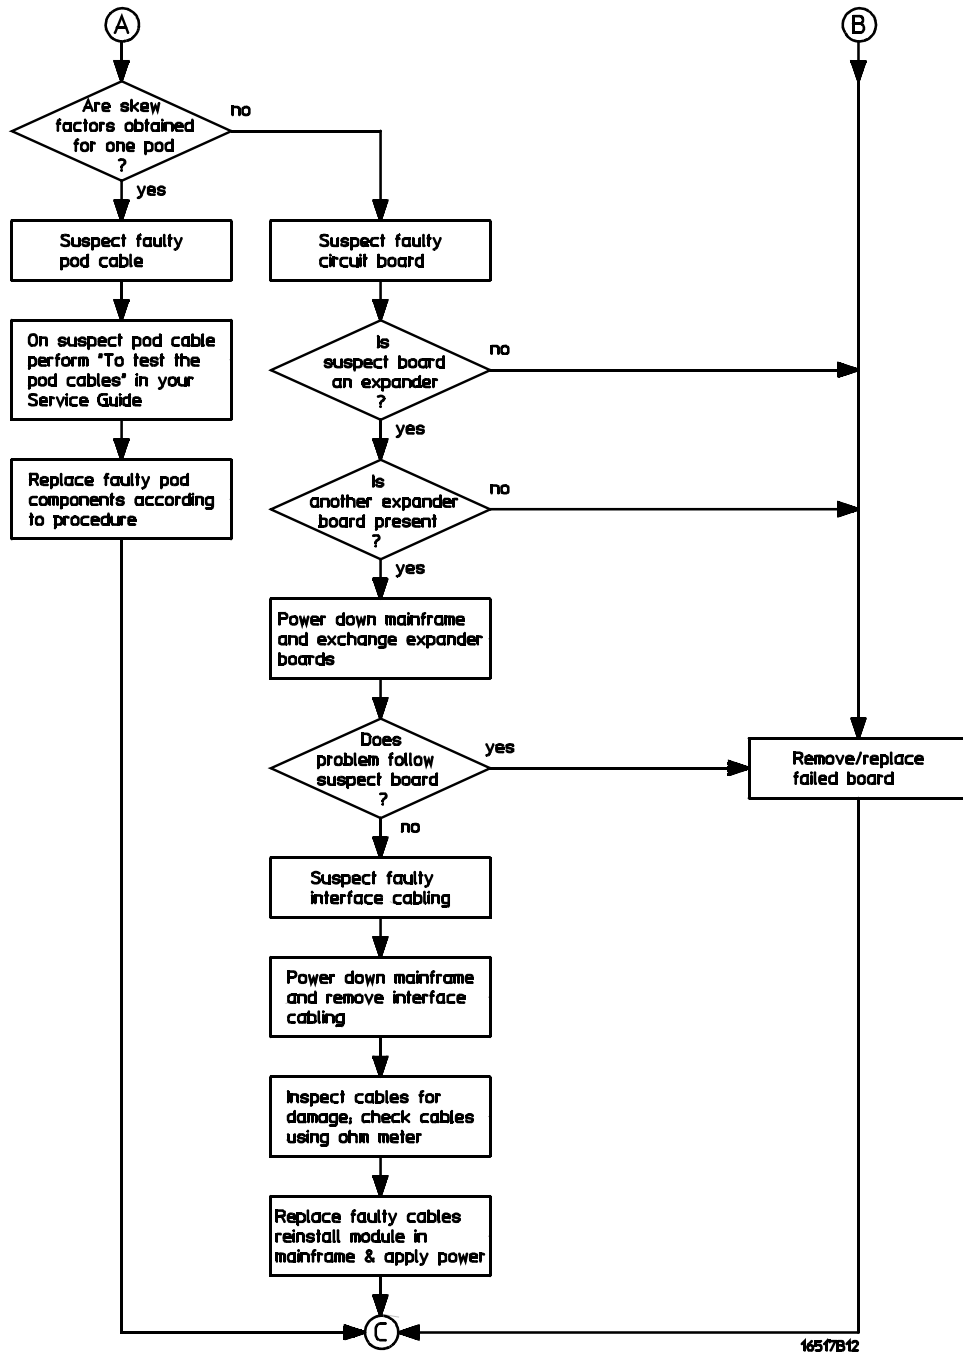 A
B
Are skew
factors obtained
for one pod
?
no
yes
Suspect faulty
pod cable
Suspect faulty
circuit board
On suspect pod cable
perform "To test the
pod cables" in your
Service Guide
Is
suspect board
an expander
?
no
yes
Replace faulty pod
components according
to procedure
Is
another expander
board present
?
no
yes
Power down mainframe
and exchange expander
boards
Does
problem follow
suspect board
?
yes
no
Remove/replace
failed board
Suspect faulty
interface cabling
Power down mainframe
and remove interface
cabling
Inspect cables for
damage; check cables
using ohm meter
Replace faulty cables
reinstall module in
mainframe & apply power
C
16517B12